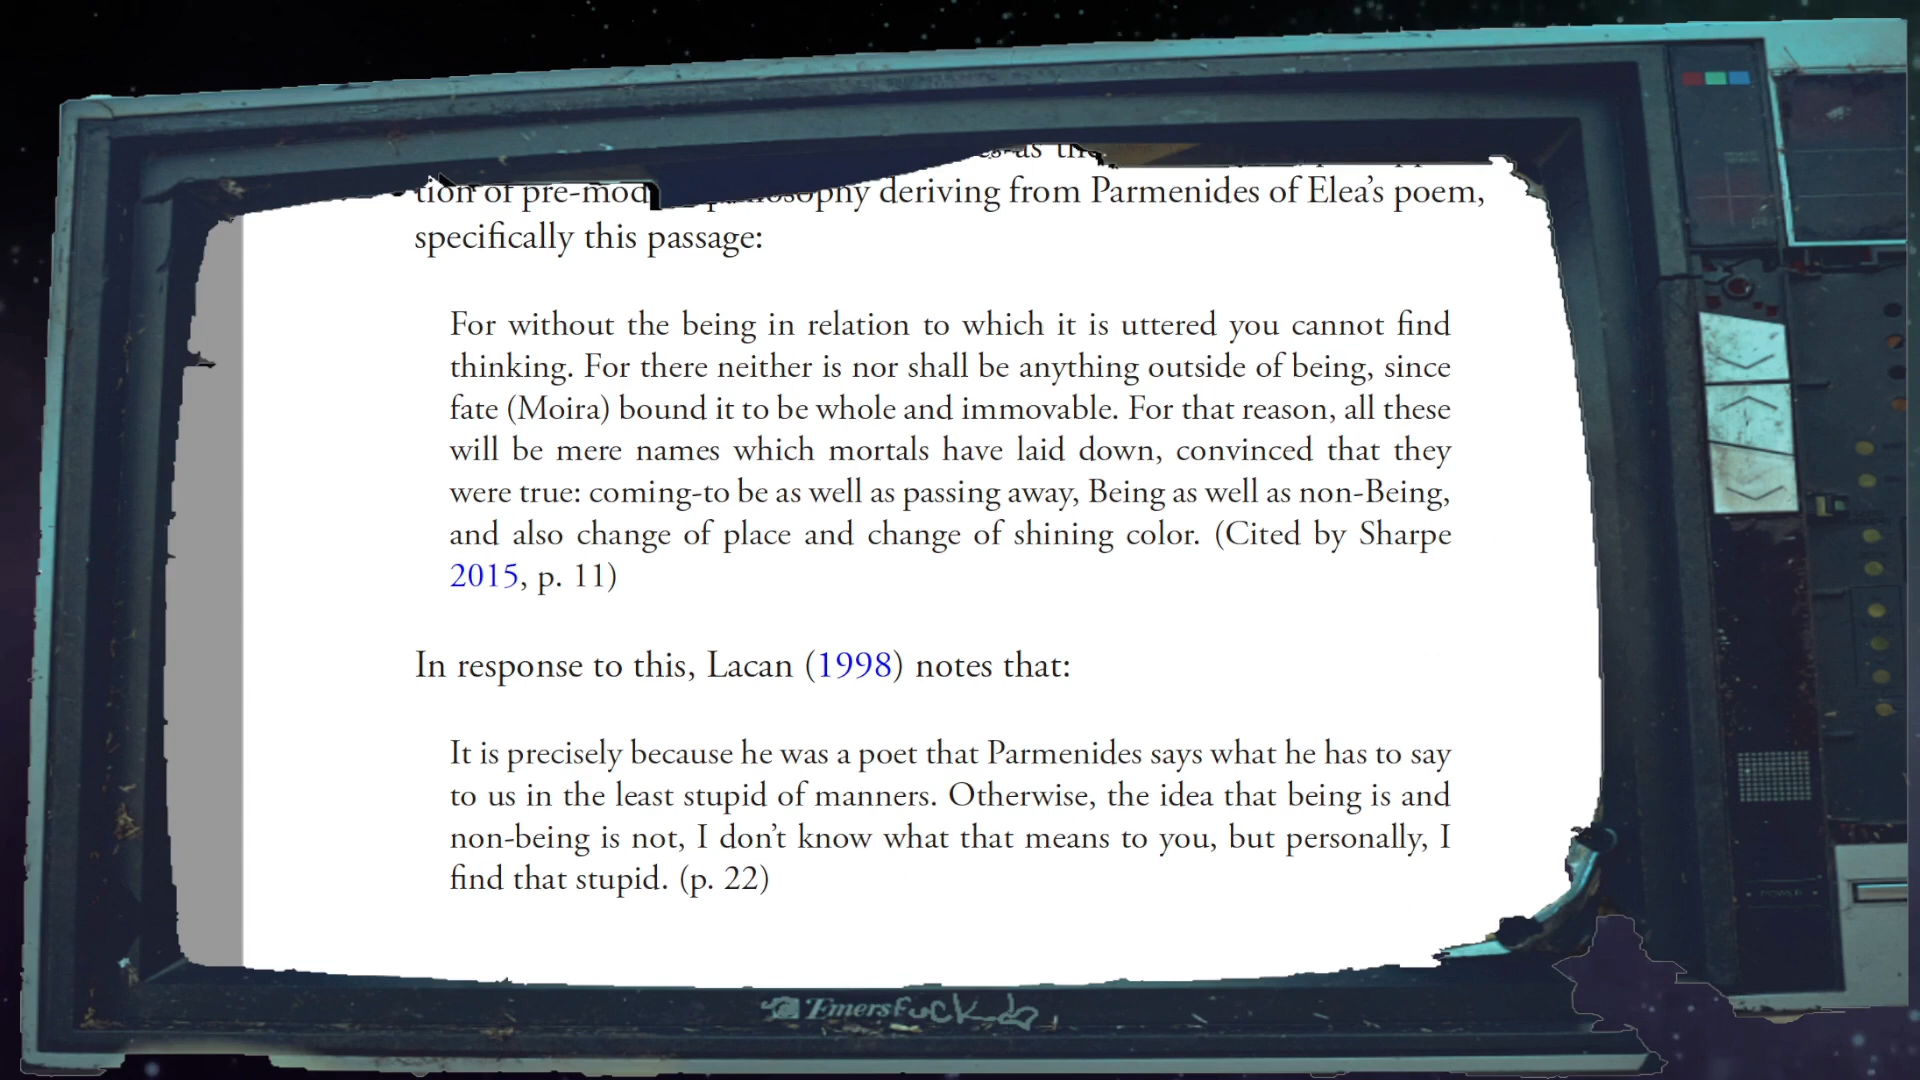 tion of pre-mod philosophy deriving from Parmenides of Elea’s poem,
specifically this passage:
For without the being in relation to which it is uttered you cannot find
thinking. For there neither is nor shall be anything outside of being, since
fate (Moira) bound it to be whole and immovable. For that reason, all these
will be mere names which mortals have laid down, convinced that they
were true: coming-to be as well as passing away, Being as well as non-Being,
and also change of place and change of shining color. (Cited by Sharpe
2015, p. 11)
In response to this, Lacan (1998) notes that:
It is precisely because he was a poet that Parmenides says what he has to say
to us in the least stupid of manners. Otherwise, the idea that being is and
non-being is not, I don’t know what that means to you, but personally, I
find that stupid. (p. 22)
POWER
EmersFuCK